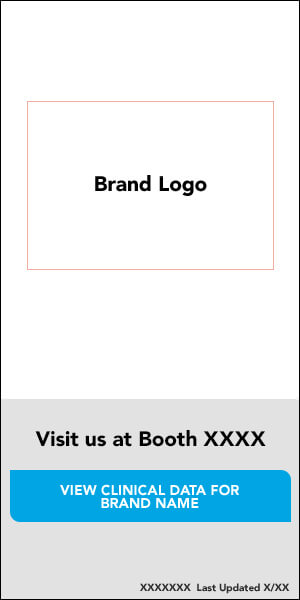 Brand Logo
Visit us at Booth XXXX
VIEW CLINICAL DATA FOR
BRAND NAME
XXXXXXX  Last Updated X/XX